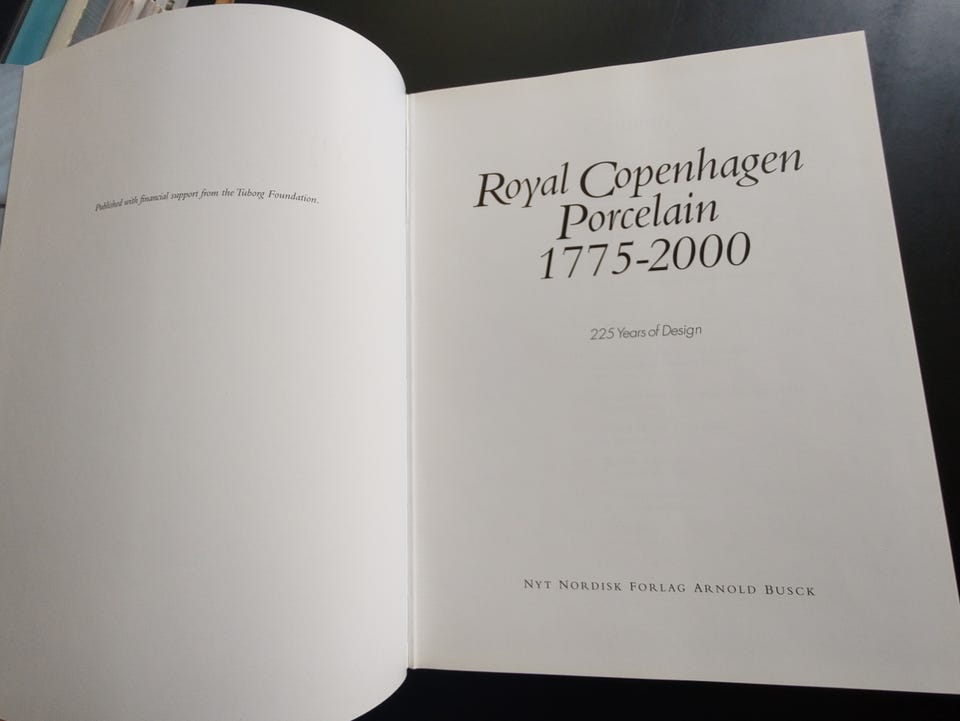 Published with financial support from the Tuborg Foundation.
Royal Copenhagen
Porcelain
1775-2000
225 Years of Design
NYT NORDISK FORLAG ARNOLD BUSCK